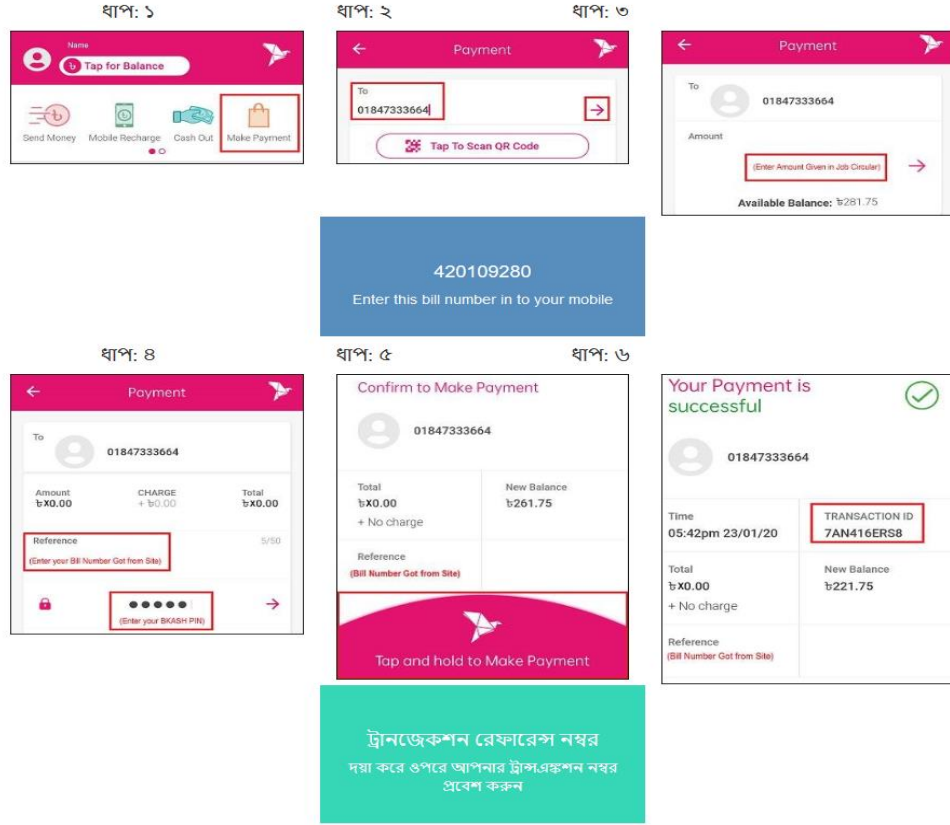 ধাপ: ১
ধাপ: ২
ধাপ: ৩
Name
Tap for Balance
Send Money
Mobile Recharge
Cash Out
Make Payment
Payment
To
01847333664
Tap To Scan QR Code
Payment
To
01847333664
Amount
(Enter Amount Given in Job Circular)
Available Balance: ৳281.75
420109280
Enter this bill number in to your mobile
ধাপ: ৪
ধাপ: ৫
ধাপ: ৬
Payment
To
01847333664
Amount
CHARGE
Total
৳X0.00
+ ৳0.00
৳X0.00
Reference
5/50
(Enter your Bill Number Got from Site)
(Enter your BKASH PIN)
Confirm to Make Payment
01847333664
Total
New Balance
৳X0.00
৳261.75
+ No charge
Reference
(Bill Number Got from Site)
Tap and hold to Make Payment
Your Payment is
successful
01847333664
Time
TRANSACTION ID
05:42pm 23/01/20
7AN416ERS8
Total
New Balance
৳X0.00
৳221.75
+ No charge
Reference
(Bill Number Got from Site)
ট্রানজেকশন রেফারেন্স নম্বর
দয়া করে ওপরে আপনার ট্রান্সএঙ্কশন নম্বর
প্রবেশ করুন